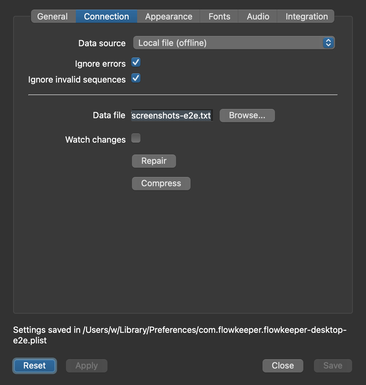 General Connection Appearance Fonts Audio Integration
Data source Local file (offline)
Ignore errors
Ignore invalid sequences
Data file screenshots-e2e.txt Browse...
Watch changes
Repair
Compress
Settings saved in /Users/w/Library/Preferences/com.flowkeeper.flowkeeper-desktop-
e2e.plist
Reset Apply Close Save